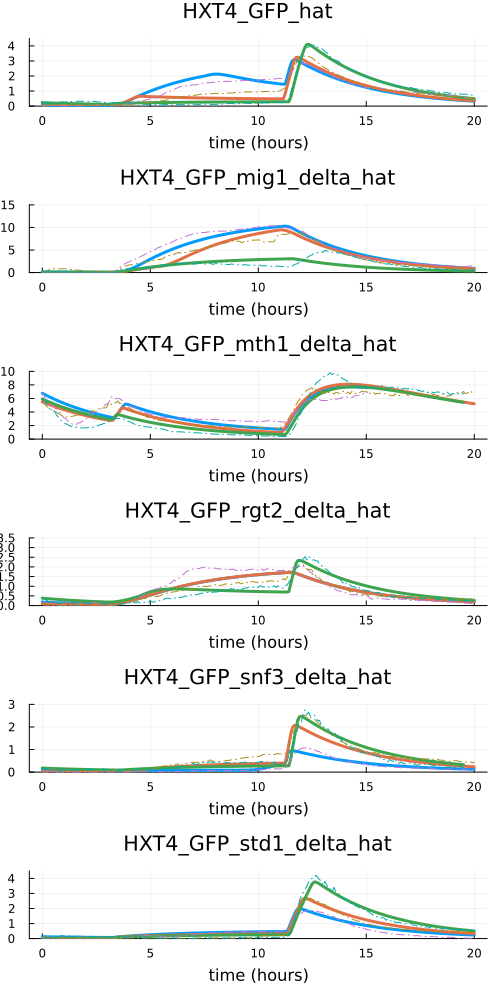 HXT4_GFP_hat
4
3
2
1
0
0 5 10 15 20
time (hours)
HXT4_GFP_mig1_delta_hat
15
10
5
0
0 5 10 15 20
time (hours)
HXT4_GFP_mth1_delta_hat
10
8
6
4
2
0
0 5 10 15 20
time (hours)
HXT4_GFP_rgt2_delta_hat
3.5
3.0
2.5
2.0
1.5
1.0
0.5
0.0
0 5 10 15 20
time (hours)
HXT4_GFP_snf3_delta_hat
3
2
1
0
0 5 10 15 20
time (hours)
HXT4_GFP_std1_delta_hat
4
3
2
1
0
0 5 10 15 20
time (hours)